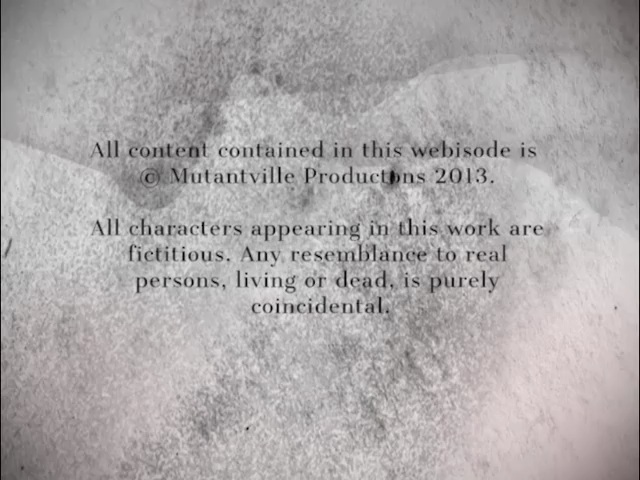 All content contained in this webisode is
© Mutantville Productons 2013.
All characters appearing in this work are
fictitious. Any resemblance to real
persons, living or dead, is purely
coincidental.